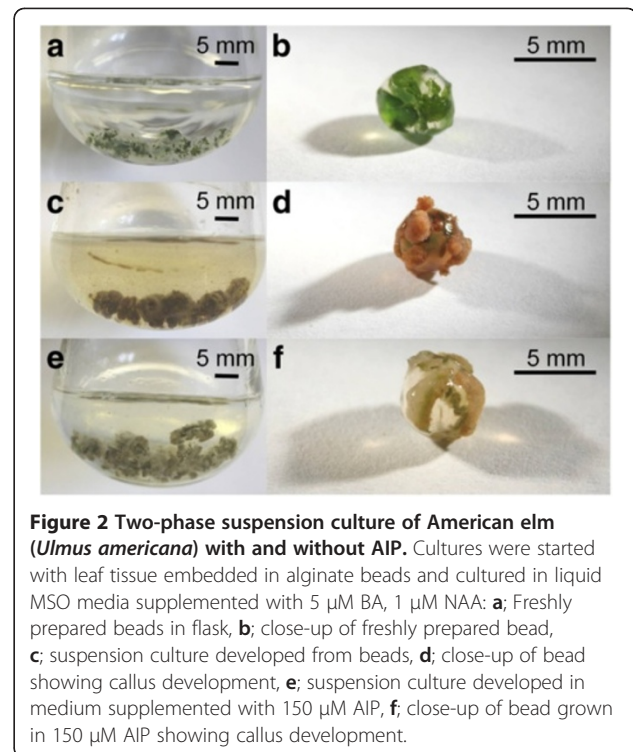 a 5 mm b 5 mm
c 5 mm d 5 mm
e 5 mm f 5 mm
Figure 2 Two-phase suspension culture of American elm
(Ulmus americana) with and without AIP. Cultures were started
with leaf tissue embedded in alginate beads and cultured in liquid
MSO media supplemented with 5 μM BA, 1 μM NAA: a; Freshly
prepared beads in flask, b; close-up of freshly prepared bead,
c; suspension culture developed from beads, d; close-up of bead
showing callus development, e; suspension culture developed in
medium supplemented with 150 μM AIP, f; close-up of bead grown
in 150 μM AIP showing callus development.